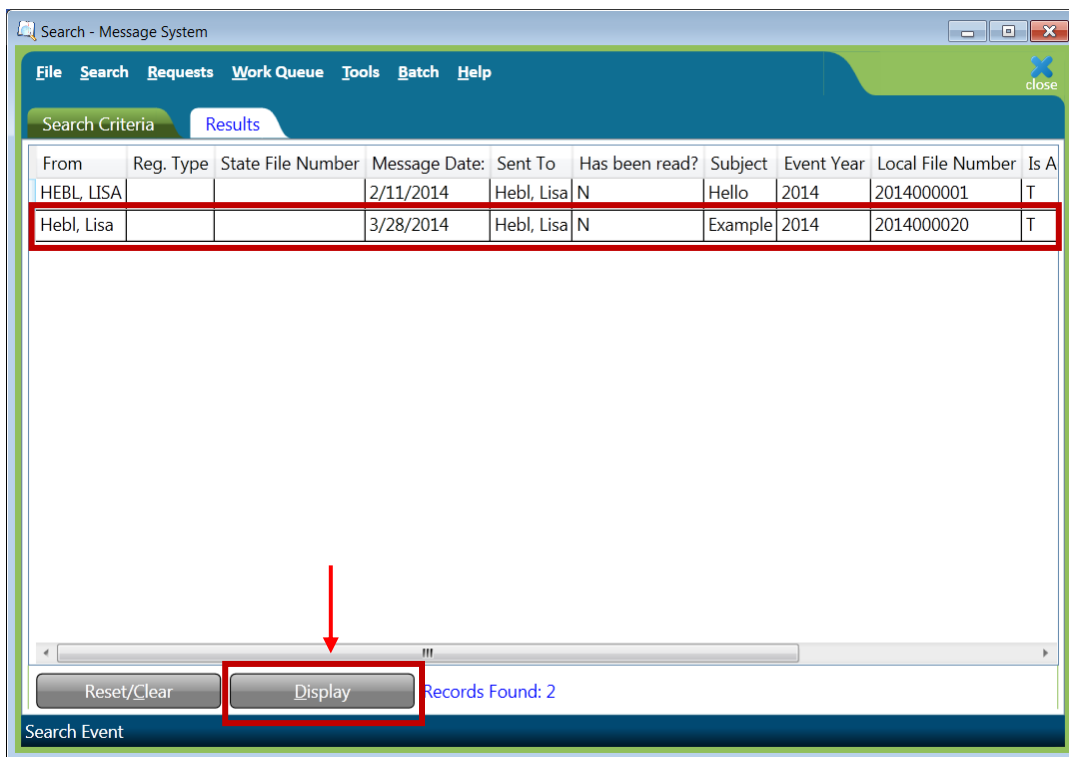 Search - Message System
File Search Requests Work Queue Tools Batch Help
close
Search Criteria Results
From Reg. Type State File Number Message Date: Sent To Has been read? Subject Event Year Local File Number Is A
HEBL, LISA 2/11/2014 Hebl, Lisa N Hello 2014 2014000001 T
Hebl, Lisa 3/28/2014 Hebl, Lisa N Example 2014 2014000020 T
Reset/Clear Display Records Found: 2
Search Event